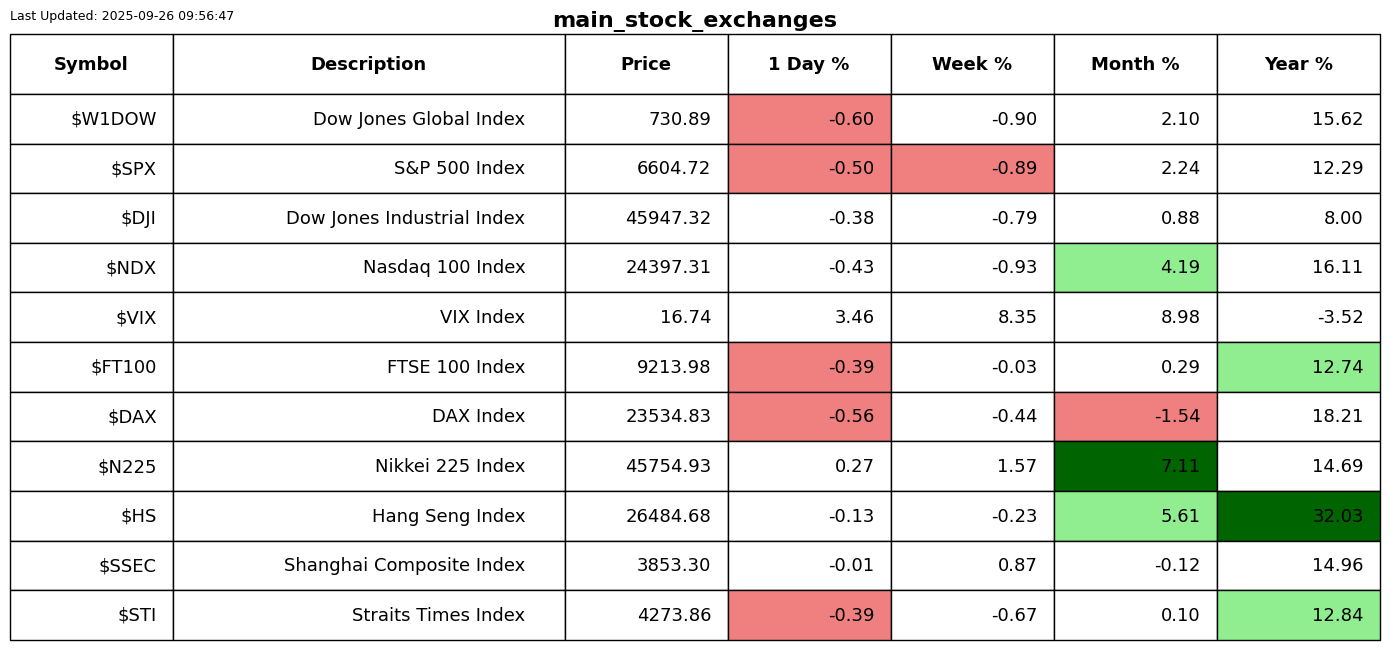 Last Updated: 2025-09-26 09:56:47
main_stock_exchanges
Symbol Description Price 1 Day % Week % Month % Year %
$W1DOW Dow Jones Global Index 730.89 -0.60 -0.90 2.10 15.62
$SPX S&P 500 Index 6604.72 -0.50 -0.89 2.24 12.29
$DJI Dow Jones Industrial Index 45947.32 -0.38 -0.79 0.88 8.00
$NDX Nasdaq 100 Index 24397.31 -0.43 -0.93 4.19 16.11
$VIX VIX Index 16.74 3.46 8.35 8.98 -3.52
$FT100 FTSE 100 Index 9213.98 -0.39 -0.03 0.29 12.74
$DAX DAX Index 23534.83 -0.56 -0.44 -1.54 18.21
$N225 Nikkei 225 Index 45754.93 0.27 1.57 7.11 14.69
$HS Hang Seng Index 26484.68 -0.13 -0.23 5.61 32.03
$SSEC Shanghai Composite Index 3853.30 -0.01 0.87 -0.12 14.96
$STI Straits Times Index 4273.86 -0.39 -0.67 0.10 12.84